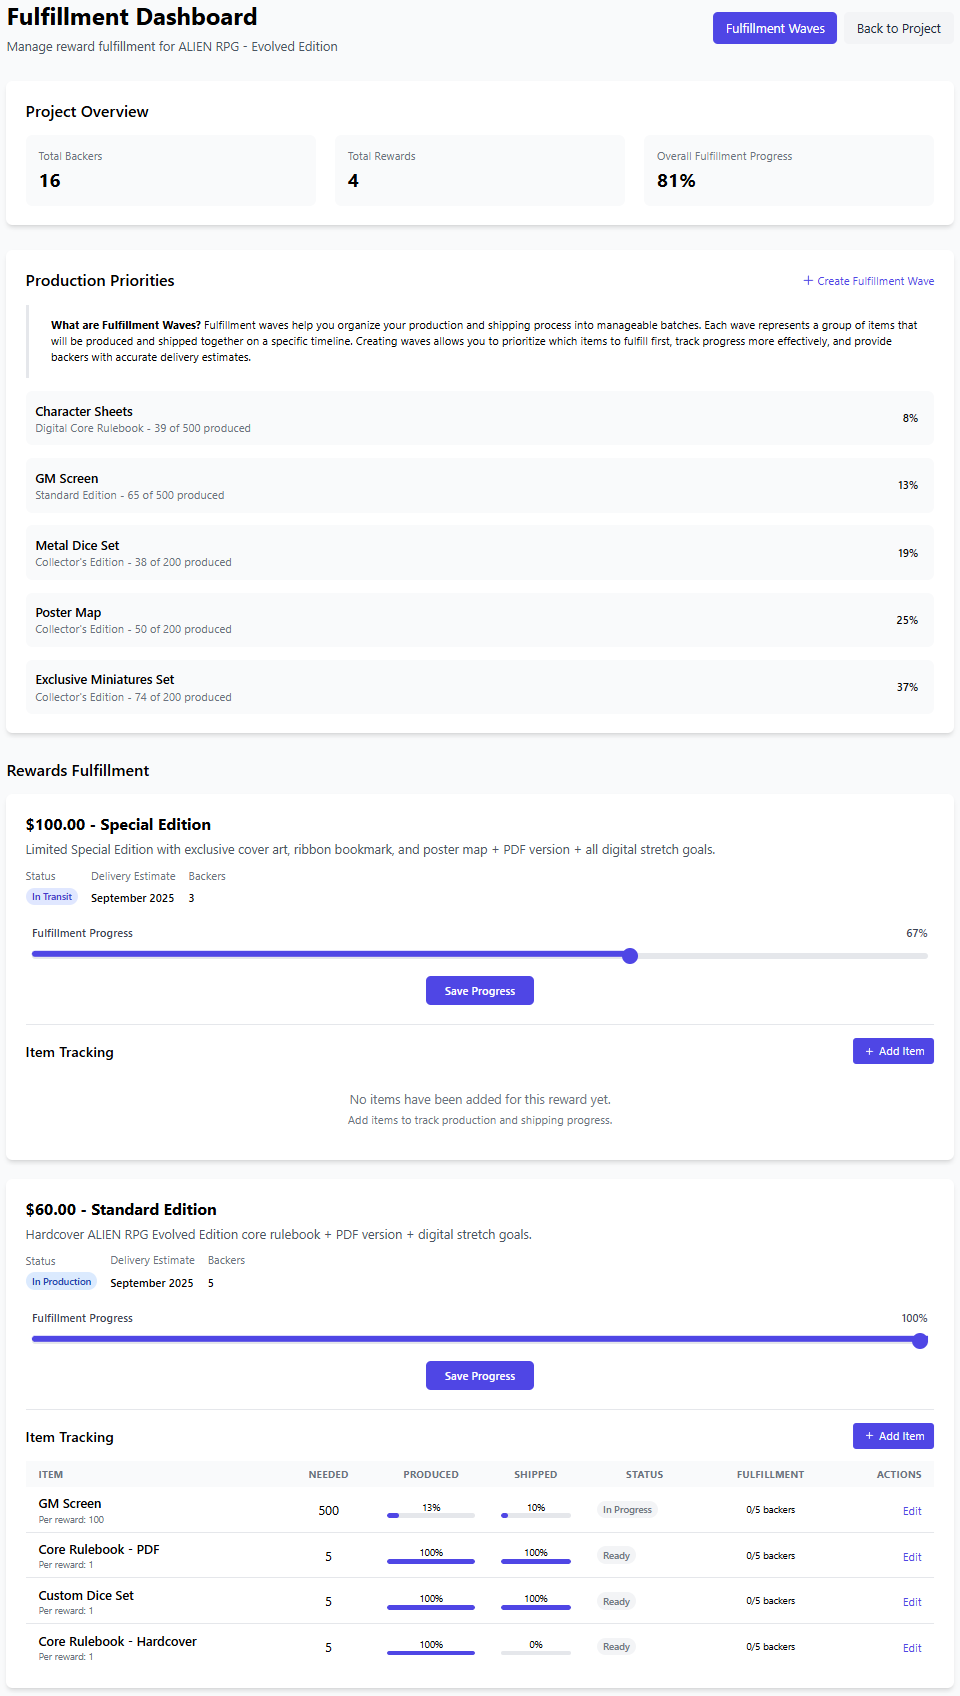 Fulfillment Dashboard
Manage reward fulfillment for ALIEN RPG - Evolved Edition
Fulfillment Waves
Back to Project
Project Overview
Total Backers
16
Total Rewards
4
Overall Fulfillment Progress
81%
Production Priorities
+ Create Fulfillment Wave
What are Fulfillment Waves? Fulfillment waves help you organize your production and shipping process into manageable batches. Each wave represents a group of items that
will be produced and shipped together on a specific timeline. Creating waves allows you to prioritize which items to fulfill first, track progress more effectively, and provide
backers with accurate delivery estimates.
Character Sheets
Digital Core Rulebook - 39 of 500 produced
8%
GM Screen
Standard Edition - 65 of 500 produced
13%
Metal Dice Set
Collector's Edition - 38 of 200 produced
19%
Poster Map
Collector's Edition - 50 of 200 produced
25%
Exclusive Miniatures Set
Collector's Edition - 74 of 200 produced
37%
Rewards Fulfillment
$100.00 - Special Edition
Limited Special Edition with exclusive cover art, ribbon bookmark, and poster map + PDF version + all digital stretch goals.
Status Delivery Estimate Backers
In Transit September 2025 3
Fulfillment Progress 67%
Save Progress
Item Tracking
+ Add Item
No items have been added for this reward yet.
Add items to track production and shipping progress.
$60.00 - Standard Edition
Hardcover ALIEN RPG Evolved Edition core rulebook + PDF version + digital stretch goals.
Status Delivery Estimate Backers
In Production September 2025 5
Fulfillment Progress 100%
Save Progress
Item Tracking
+ Add Item
ITEM NEEDED PRODUCED SHIPPED STATUS FULFILLMENT ACTIONS
GM Screen
Per reward: 100
500 13% 10% In Progress 0/5 backers Edit
Core Rulebook - PDF
Per reward: 1
5 100% 100% Ready 0/5 backers Edit
Custom Dice Set
Per reward: 1
5 100% 100% Ready 0/5 backers Edit
Core Rulebook - Hardcover
Per reward: 1
5 100% 0% Ready 0/5 backers Edit